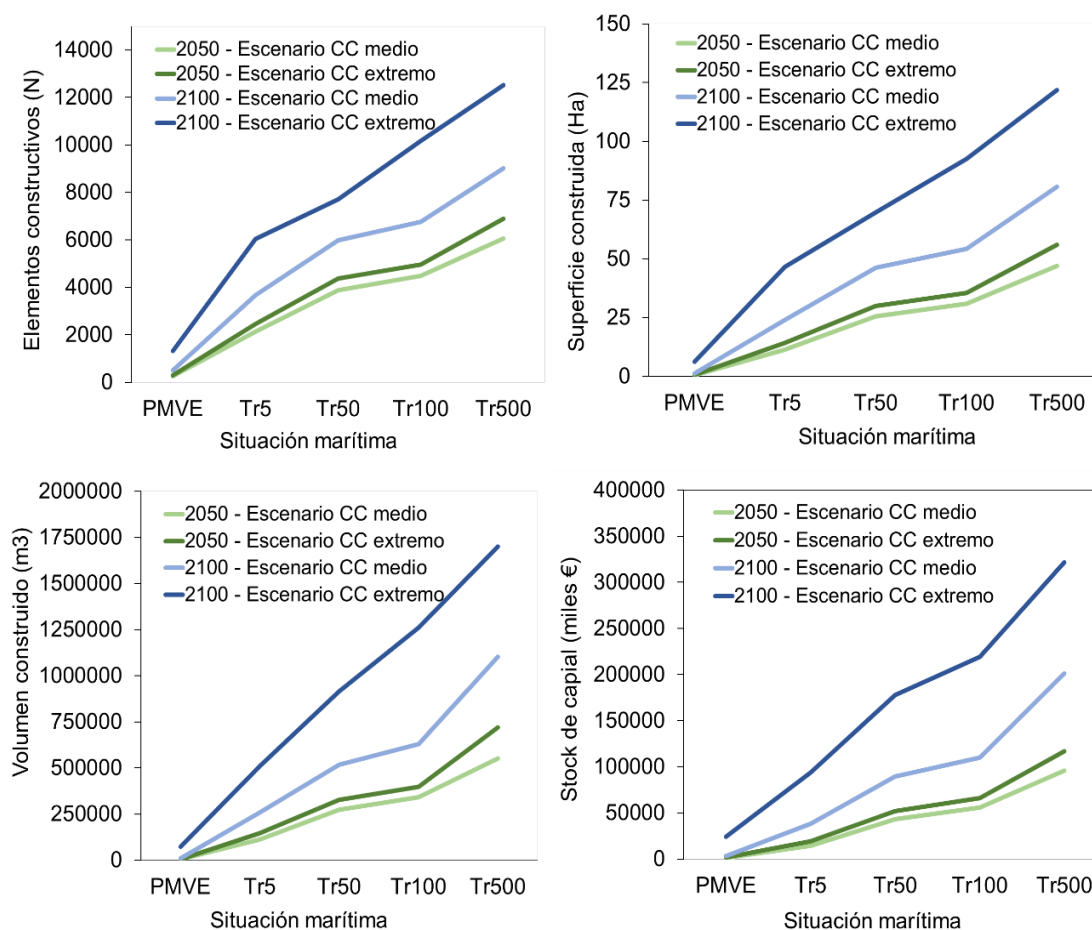 Elementos constructivos (N)
14000
12000
10000
8000
6000
4000
2000
0
2050 - Escenario CC medio
2050 - Escenario CC extremo
2100 - Escenario CC medio
2100 - Escenario CC extremo
PMVE Tr5 Tr50 Tr100 Tr500
Situación marítima
Superficie construida (Ha)
150
125
100
75
50
25
0
2050 - Escenario CC medio
2050 - Escenario CC extremo
2100 - Escenario CC medio
2100 - Escenario CC extremo
PMVE Tr5 Tr50 Tr100 Tr500
Situación marítima
Volumen construido (m3)
2000000
1750000
1500000
1250000
1000000
750000
500000
250000
0
2050 - Escenario CC medio
2050 - Escenario CC extremo
2100 - Escenario CC medio
2100 - Escenario CC extremo
PMVE Tr5 Tr50 Tr100 Tr500
Situación marítima
Stock de capial (miles €)
400000
350000
300000
250000
200000
150000
100000
50000
0
2050 - Escenario CC medio
2050 - Escenario CC extremo
2100 - Escenario CC medio
2100 - Escenario CC extremo
PMVE Tr5 Tr50 Tr100 Tr500
Situación marítima